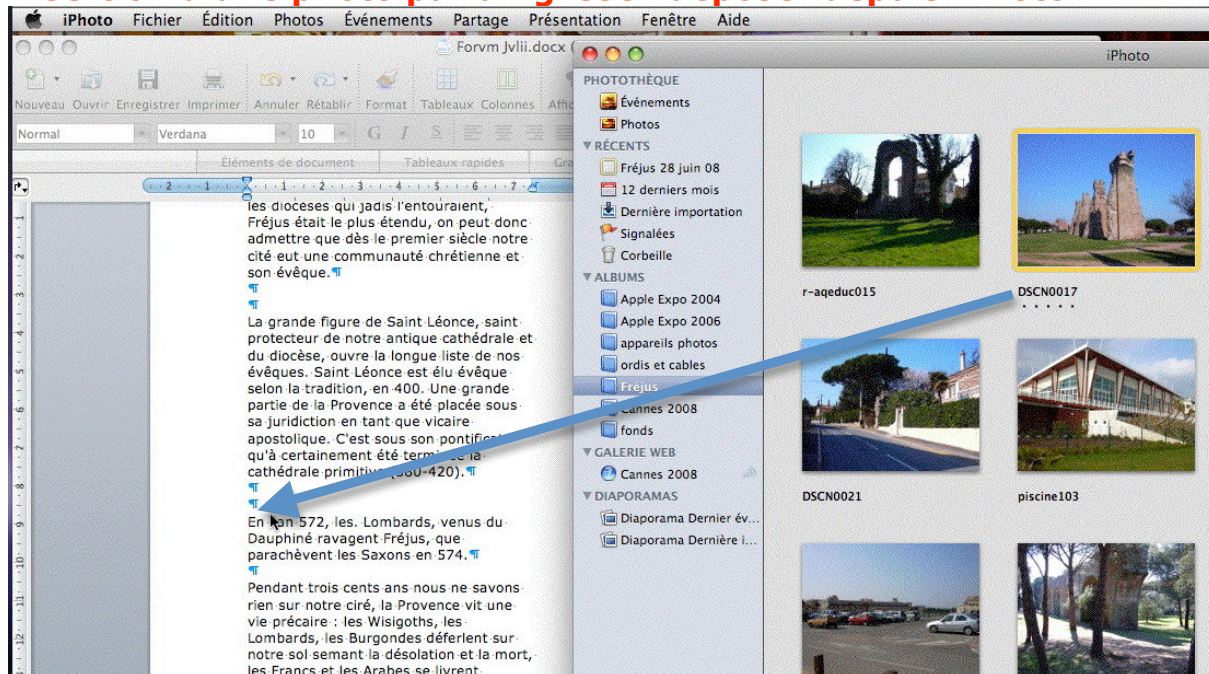 iPhoto Fichier Édition Photos Événements Partage Présentation Fenêtre Aide
Forvm Jvlii.docx (
Nouveau Ouvrir Enregistrer Imprimer Annuler Rétablir Format Tableaux Colonnes
Normal Verdana 10 G I S
Éléments de document Tableaux rapides
2 1 1 2 3 4 5 6 7
les diocèses qui jadis l'entouraient,
Fréjus était le plus étendu, on peut donc
admettre que dès le premier siècle notre
cité eut une communauté chrétienne et
son évêque.¶
¶
¶
La grande figure de Saint Léonce, saint
protecteur de notre antique cathédrale et
du diocèse, ouvre la longue liste de nos
évêques. Saint Léonce est élu évêque
selon la tradition, en 400. Une grande
partie de la Provence a été placée sous
sa juridiction en tant que vicaire
apostolique. C'est sous son
qu'à certainement été la
cathédrale primitive ¶
¶
¶
En 572, les. Lombards, venus du
Dauphiné ravagent Fréjus, que
parachèvent les Saxons en 574.¶
¶
Pendant trois cents ans nous ne savons
rien sur notre ciré, la Provence vit une
vie précaire : les Wisigoths, les
Lombards, les Burgondes déferlent sur
notre sol semant la désolation et la mort,
les Francs et les Arabes se livrent
iPhoto
PHOTOTHÈQUE
Événements
Photos
RÉCENTS
Fréjus 28 juin 08
12 derniers mois
Dernière importation
Signalées
Corbeille
ALBUMS
Apple Expo 2004
Apple Expo 2006
appareils photos
ordis et cables
Fréjus
Cannes 2008
fonds
GALERIE WEB
Cannes 2008
DIAPORAMAS
Diaporama Dernier év...
Diaporama Dernière i...
r-aqeduc015
DSCN0017
DSCN0021
piscine103